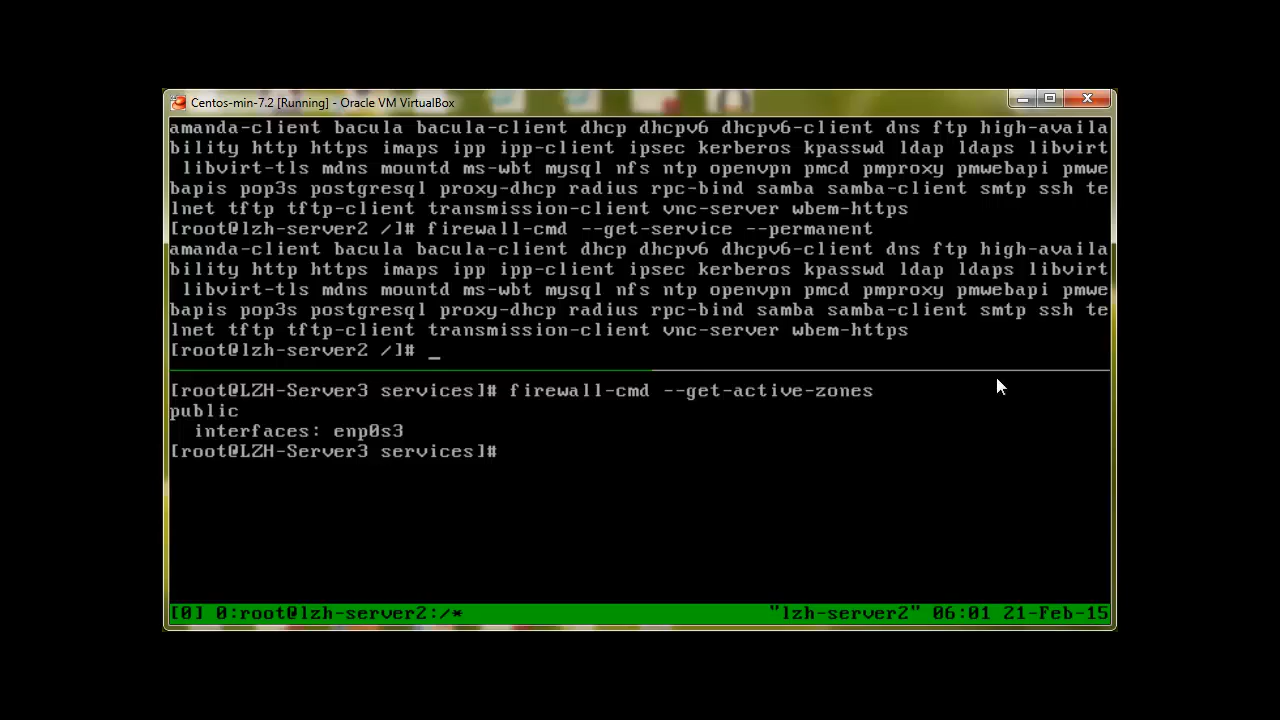 Centos-min-7.2 [Running] - Oracle VM VirtualBox
amanda-client bacula bacula-client dhcp dhcpv6 dhcpv6-client dns ftp high-availa
bility http https imaps ipp ipp-client ipsec kerberos kpasswd ldap ldaps libvirt
 libvirt-tls mdns mountd ms-wbt mysql nfs ntp openvpn pmcd pmproxy pmwebapi pmwe
bapis pop3s postgresql proxy-dhcp radius rpc-bind samba samba-client smtp ssh te
lnet tftp tftp-client transmission-client vnc-server wbem-https
[root@lzh-server2 /]# firewall-cmd --get-service --permanent
amanda-client bacula bacula-client dhcp dhcpv6 dhcpv6-client dns ftp high-availa
bility http https imaps ipp ipp-client ipsec kerberos kpasswd ldap ldaps libvirt
 libvirt-tls mdns mountd ms-wbt mysql nfs ntp openvpn pmcd pmproxy pmwebapi pmwe
bapis pop3s postgresql proxy-dhcp radius rpc-bind samba samba-client smtp ssh te
lnet tftp tftp-client transmission-client vnc-server wbem-https
[root@lzh-server2 /]# _
[root@LZH-Server3 services]# firewall-cmd --get-active-zones
public
  interfaces: enp0s3
[root@LZH-Server3 services]#
[0] 0:root@lzh-server2:/* "lzh-server2" 06:01 21-Feb-15